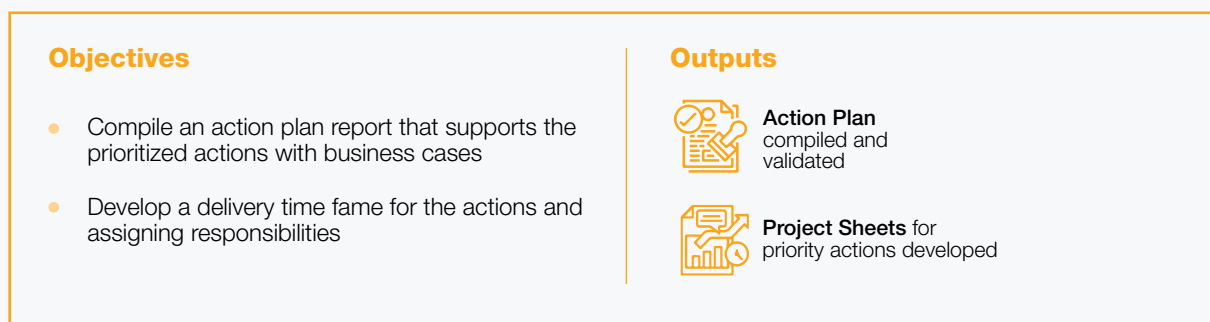 Objectives
Compile an action plan report that supports the
prioritized actions with business cases
Develop a delivery time fame for the actions and
assigning responsibilities
Outputs
Action Plan
compiled and
validated
Project Sheets for
priority actions developed